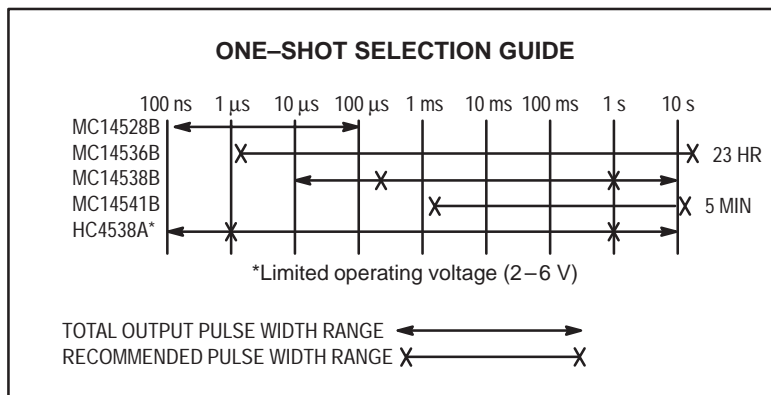 ONE–SHOT SELECTION GUIDE
100 ns 1 µs 10 µs 100 µs 1 ms 10 ms 100 ms 1 s 10 s
MC14528B
MC14536B 23 HR
MC14538B
MC14541B 5 MIN
HC4538A*
*Limited operating voltage (2–6 V)
TOTAL OUTPUT PULSE WIDTH RANGE
RECOMMENDED PULSE WIDTH RANGE